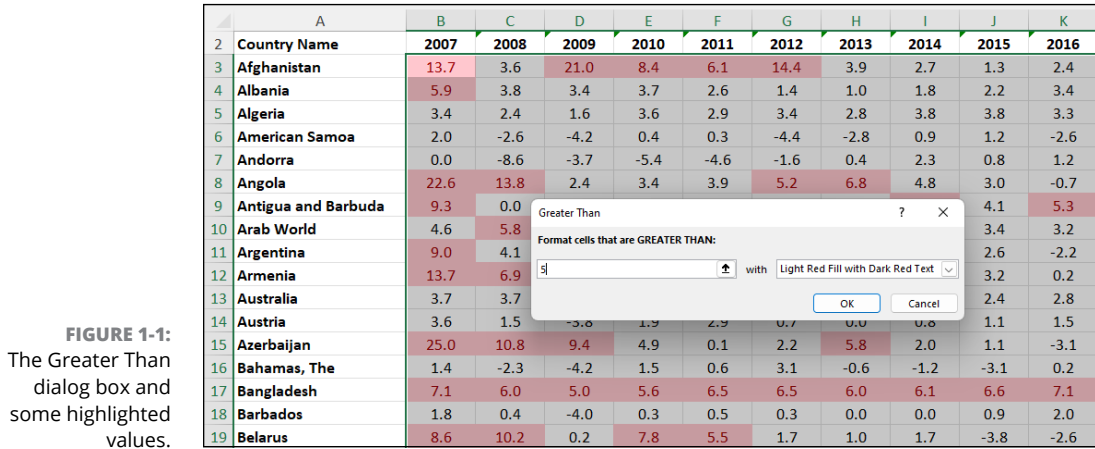 A B C D E F G H I J K
2 Country Name 2007 2008 2009 2010 2011 2012 2013 2014 2015 2016
3 Afghanistan 13.7 3.6 21.0 8.4 6.1 14.4 3.9 2.7 1.3 2.4
4 Albania 5.9 3.8 3.4 3.7 2.6 1.4 1.0 1.8 2.2 3.4
5 Algeria 3.4 2.4 1.6 3.6 2.9 3.4 2.8 3.8 3.8 3.3
6 American Samoa 2.0 -2.6 -4.2 0.4 0.3 -4.4 -2.8 0.9 1.2 -2.6
7 Andorra 0.0 -8.6 -3.7 -5.4 -4.6 -1.6 0.4 2.3 0.8 1.2
8 Angola 22.6 13.8 2.4 3.4 3.9 5.2 6.8 4.8 3.0 -0.7
9 Antigua and Barbuda 9.3 0.0 4.1 5.3
10 Arab World 4.6 5.8 3.4 3.2
11 Argentina 9.0 4.1 2.6 -2.2
12 Armenia 13.7 6.9 3.2 0.2
13 Australia 3.7 3.7 2.4 2.8
14 Austria 3.6 1.5 -3.8 1.9 2.9 0.7 0.0 0.8 1.1 1.5
15 Azerbaijan 25.0 10.8 9.4 4.9 0.1 2.2 5.8 2.0 1.1 -3.1
16 Bahamas, The 1.4 -2.3 -4.2 1.5 0.6 3.1 -0.6 -1.2 -3.1 0.2
17 Bangladesh 7.1 6.0 5.0 5.6 6.5 6.5 6.0 6.1 6.6 7.1
18 Barbados 1.8 0.4 -4.0 0.3 0.5 0.3 0.0 0.0 0.9 2.0
19 Belarus 8.6 10.2 0.2 7.8 5.5 1.7 1.0 1.7 -3.8 -2.6
Greater Than ?
Format cells that are GREATER THAN:
5 with Light Red Fill with Dark Red Text
OK Cancel
FIGURE 1-1:
The Greater Than
dialog box and
some highlighted
values.